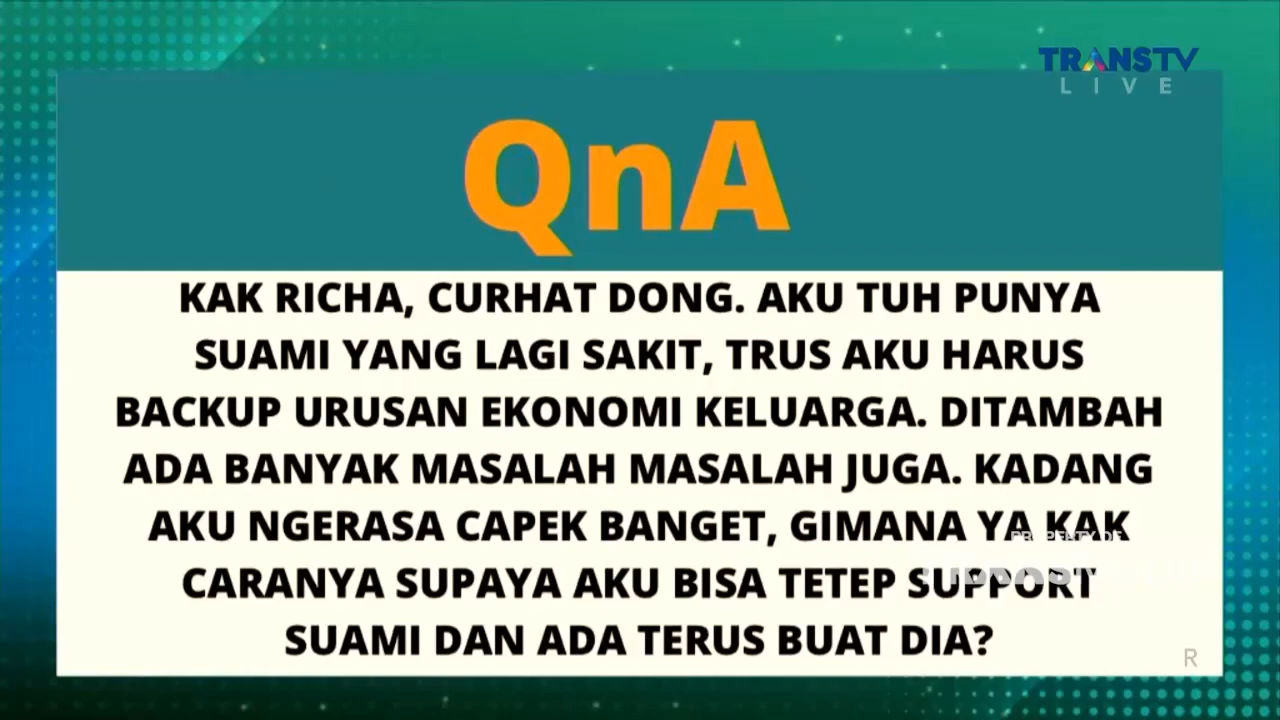 TRANSTV
LIVE
QnA
KAK RICHA, CURHAT DONG. AKU TUH PUNYA
SUAMI YANG LAGI SAKIT, TRUS AKU HARUS
BACKUP URUSAN EKONOMI KELUARGA. DITAMBAH
ADA BANYAK MASALAH MASALAH JUGA. KADANG
AKU NGERASA CAPEK BANGET, GIMANA YA KAK
CARANYA SUPAYA AKU BISA TETEP SUPPORT
SUAMI DAN ADA TERUS BUAT DIA?
PROPERTY OF
R